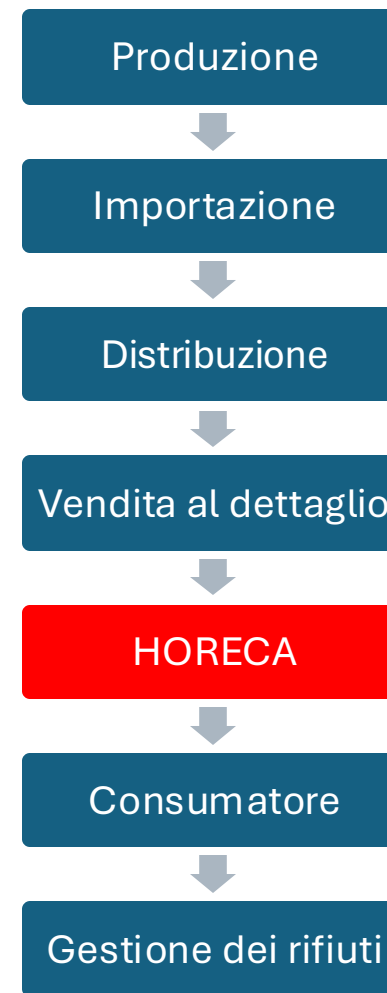 Produzione
Importazione
Distribuzione
Vendita al dettaglio
HORECA
Consumatore
Gestione dei rifiuti